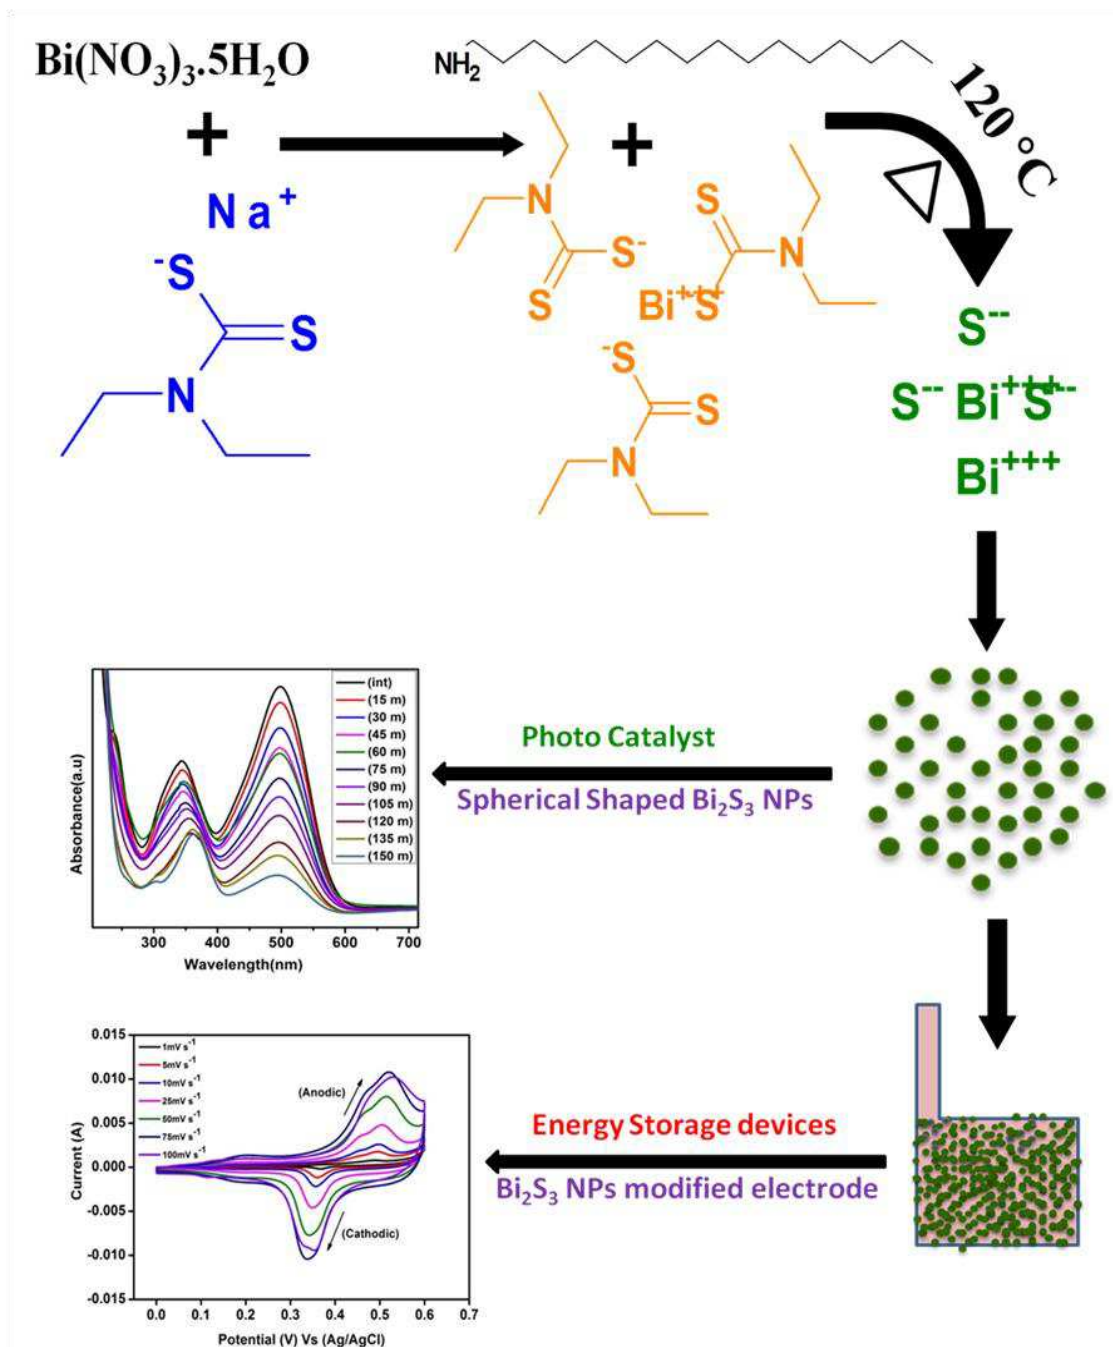 Bi(NO₃)₃.5H₂O
NH₂
120 °C
+
+
Na⁺
⁻S
S
N
N
S⁻
S
S
N
Bi⁺⁺⁺
⁻S
⁻S
S
N
S⁻⁻
S⁻⁻ Bi⁺⁺⁺ S⁻⁻
Bi⁺⁺⁺
Absorbance(a.u)
(int)
(15 m)
(30 m)
(45 m)
(60 m)
(75 m)
(90 m)
(105 m)
(120 m)
(135 m)
(150 m)
300 400 500 600 700
Wavelength(nm)
Photo Catalyst
Spherical Shaped Bi₂S₃ NPs
Current (A)
0.015
0.010
0.005
0.000
-0.005
-0.010
-0.015
1mV s⁻¹
5mV s⁻¹
10mV s⁻¹
25mV s⁻¹
50mV s⁻¹
75mV s⁻¹
100mV s⁻¹
(Anodic)
(Cathodic)
0.0 0.1 0.2 0.3 0.4 0.5 0.6 0.7
Potential (V) Vs (Ag/AgCl)
Energy Storage devices
Bi₂S₃ NPs modified electrode